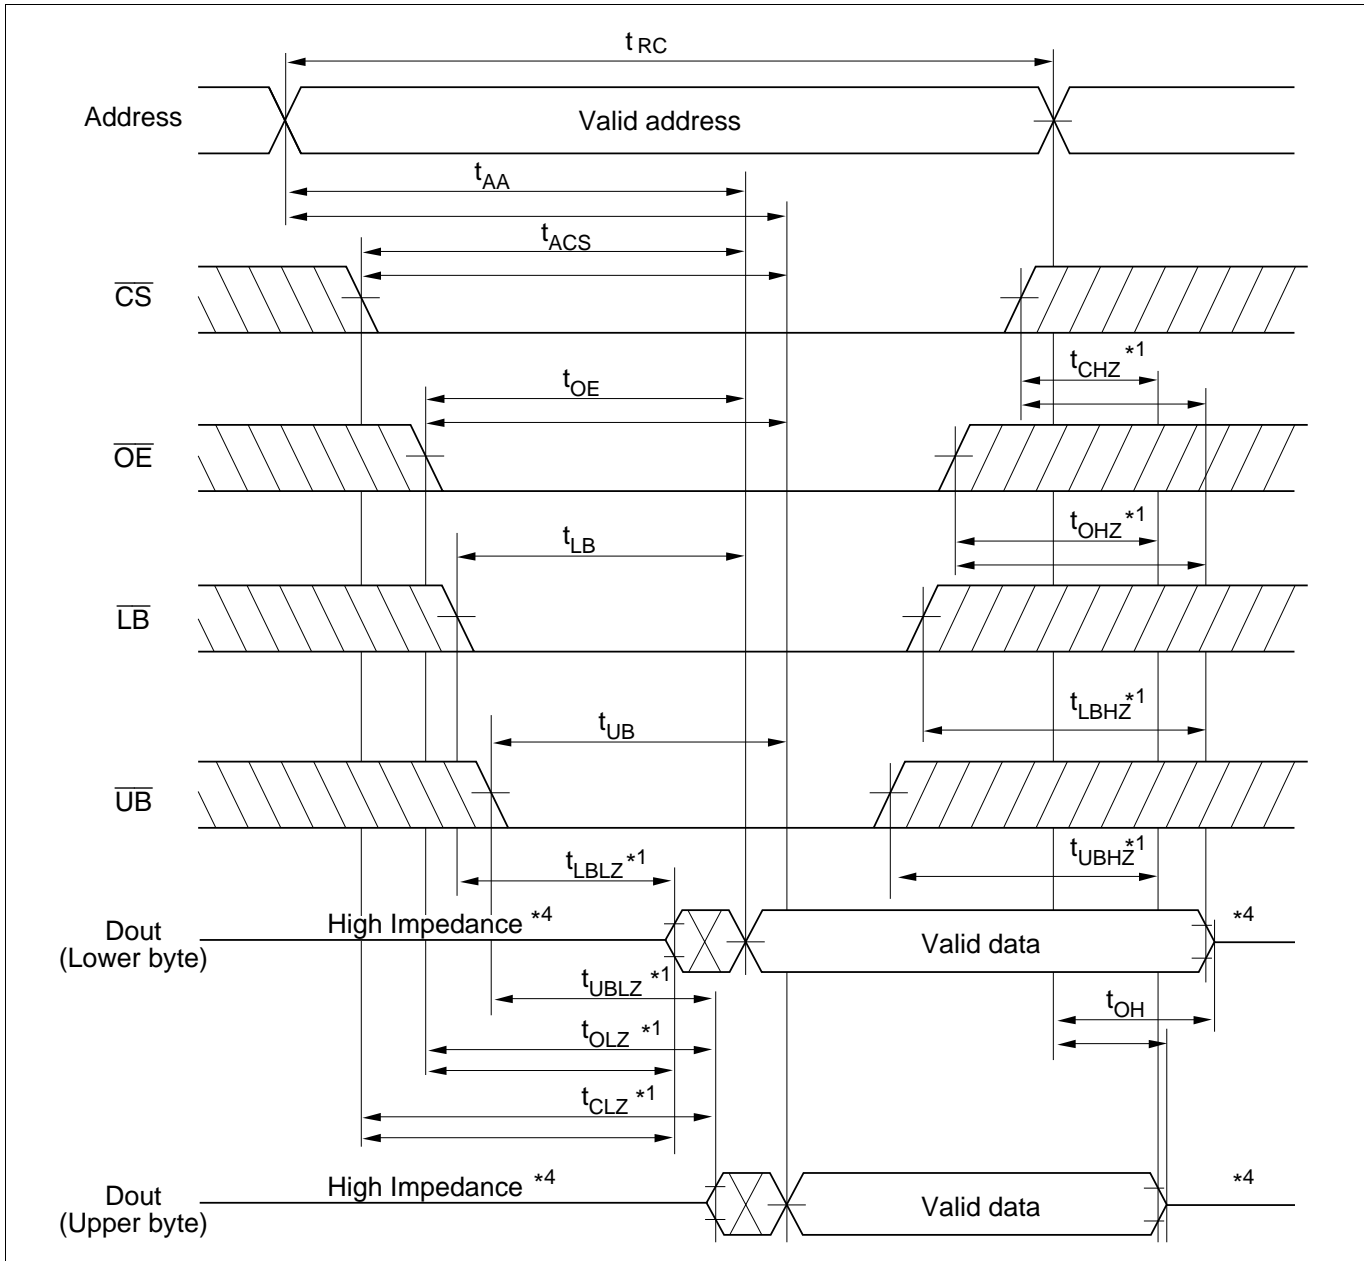 t RC
Address
Valid address
tAA
tACS
CS
tCHZ *1
tOE
OE
tOHZ *1
tLB
LB
tLBHZ*1
tUB
UB
tUBHZ*1
tLBLZ *1
High Impedance *4
*4
Dout
(Lower byte)
Valid data
tUBLZ *1
tOH
tOLZ *1
tCLZ *1
High Impedance *4
*4
Dout
(Upper byte)
Valid data